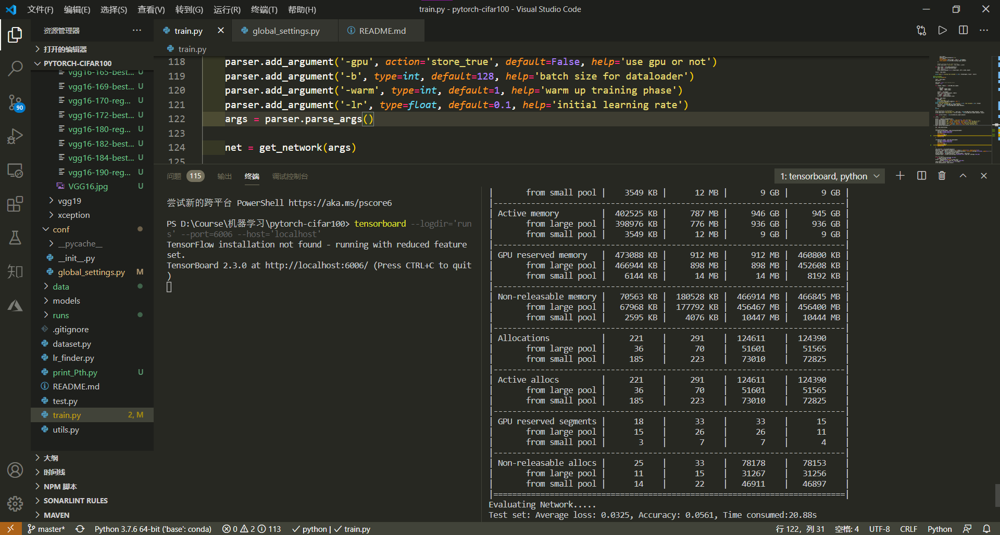 文件(F) 编辑(E) 选择(S) 查看(V) 转到(G) 运行(R) 终端(T) 帮助(H)
train.py - pytorch-cifar100 - Visual Studio Code
资源管理器
打开的编辑器
PYTORCH-CIFAR100
vgg16-165-best... U
vgg16-169-best... U
vgg16-170-reg... U
vgg16-172-best... U
vgg16-180-reg... U
vgg16-182-best... U
vgg16-184-best... U
vgg16-190-reg... U
VGG16.jpg U
vgg19
xception
conf
__pycache__
__init__.py
global_settings.py M
data
models
runs
.gitignore
dataset.py
lr_finder.py
print_Pth.py U
README.md
test.py
train.py 2, M
utils.py
大纲
时间线
NPM 脚本
SONARLINT RULES
MAVEN
90
知
train.py
global_settings.py
README.md
train.py
118 parser.add_argument('-gpu', action='store_true', default=False, help='use gpu or not')
119 parser.add_argument('-b', type=int, default=128, help='batch size for dataloader')
120 parser.add_argument('-warm', type=int, default=1, help='warm up training phase')
121 parser.add_argument('-lr', type=float, default=0.1, help='initial learning rate')
122 args = parser.parse_args()
123
124 net = get_network(args)
125
问题 115 输出 终端 调试控制台
1: tensorboard, python
尝试新的跨平台 PowerShell https://aka.ms/pscore6
PS D:\Course\机器学习\pytorch-cifar100> tensorboard --logdir='run
s' --port=6006 --host='localhost'
TensorFlow installation not found - running with reduced feature
set.
TensorBoard 2.3.0 at http://localhost:6006/ (Press CTRL+C to quit
)
| from small pool | 3549 KB | 12 MB | 9 GB | 9 GB |
|---------------------------------------------------------------------------|
| Active memory | 402525 KB | 787 MB | 946 GB | 945 GB |
| from large pool | 398976 KB | 776 MB | 936 GB | 936 GB |
| from small pool | 3549 KB | 12 MB | 9 GB | 9 GB |
|---------------------------------------------------------------------------|
| GPU reserved memory | 473088 KB | 912 MB | 912 MB | 460800 KB |
| from large pool | 466944 KB | 898 MB | 898 MB | 452608 KB |
| from small pool | 6144 KB | 14 MB | 14 MB | 8192 KB |
|---------------------------------------------------------------------------|
| Non-releasable memory | 70563 KB | 180528 KB | 466914 MB | 466845 MB |
| from large pool | 67968 KB | 177792 KB | 456467 MB | 456400 MB |
| from small pool | 2595 KB | 4076 KB | 10447 MB | 10444 MB |
|---------------------------------------------------------------------------|
| Allocations | 221 | 291 | 124611 | 124390 |
| from large pool | 36 | 70 | 51601 | 51565 |
| from small pool | 185 | 223 | 73010 | 72825 |
|---------------------------------------------------------------------------|
| Active allocs | 221 | 291 | 124611 | 124390 |
| from large pool | 36 | 70 | 51601 | 51565 |
| from small pool | 185 | 223 | 73010 | 72825 |
|---------------------------------------------------------------------------|
| GPU reserved segments | 18 | 33 | 33 | 15 |
| from large pool | 15 | 26 | 26 | 11 |
| from small pool | 3 | 7 | 7 | 4 |
|---------------------------------------------------------------------------|
| Non-releasable allocs | 25 | 33 | 78178 | 78153 |
| from large pool | 11 | 15 | 31267 | 31256 |
| from small pool | 14 | 22 | 46911 | 46897 |
|===========================================================================|
Evaluating Network.....
Test set: Average loss: 0.0325, Accuracy: 0.0561, Time consumed:20.88s
master* Python 3.7.6 64-bit ('base': conda) 0 2 113 python | train.py 行 122，列 31 空格: 4 UTF-8 CRLF Python